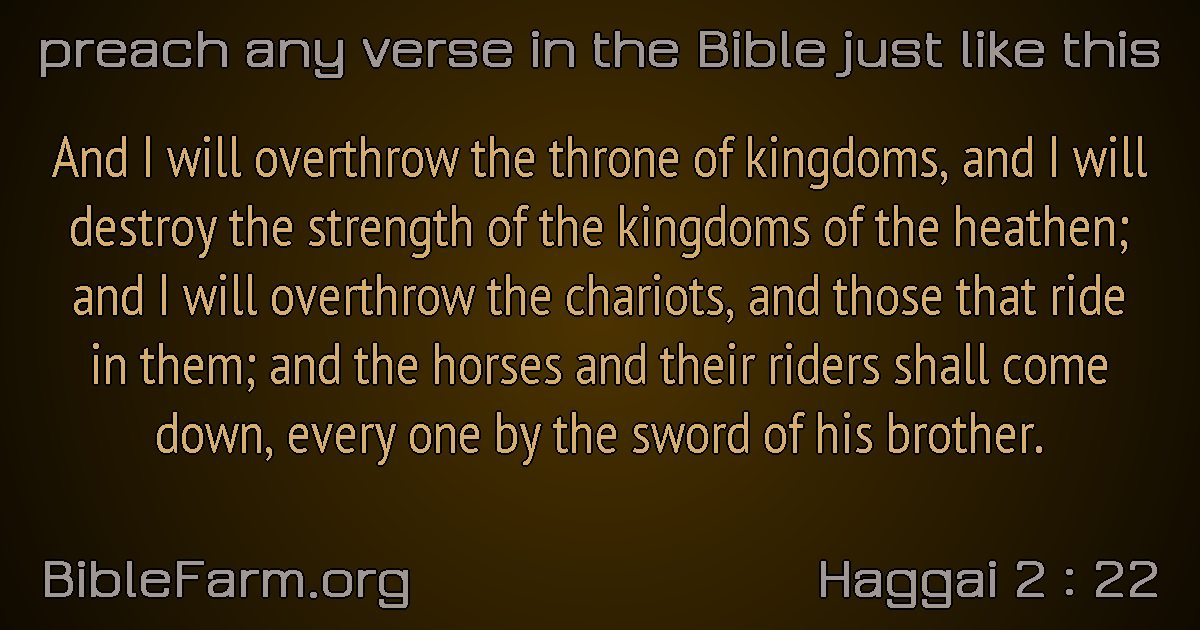 preach any verse in the Bible just like this
And I will overthrow the throne of kingdoms, and I will
destroy the strength of the kingdoms of the heathen;
and I will overthrow the chariots, and those that ride
in them; and the horses and their riders shall come
down, every one by the sword of his brother.
BibleFarm.org
Haggai 2 : 22